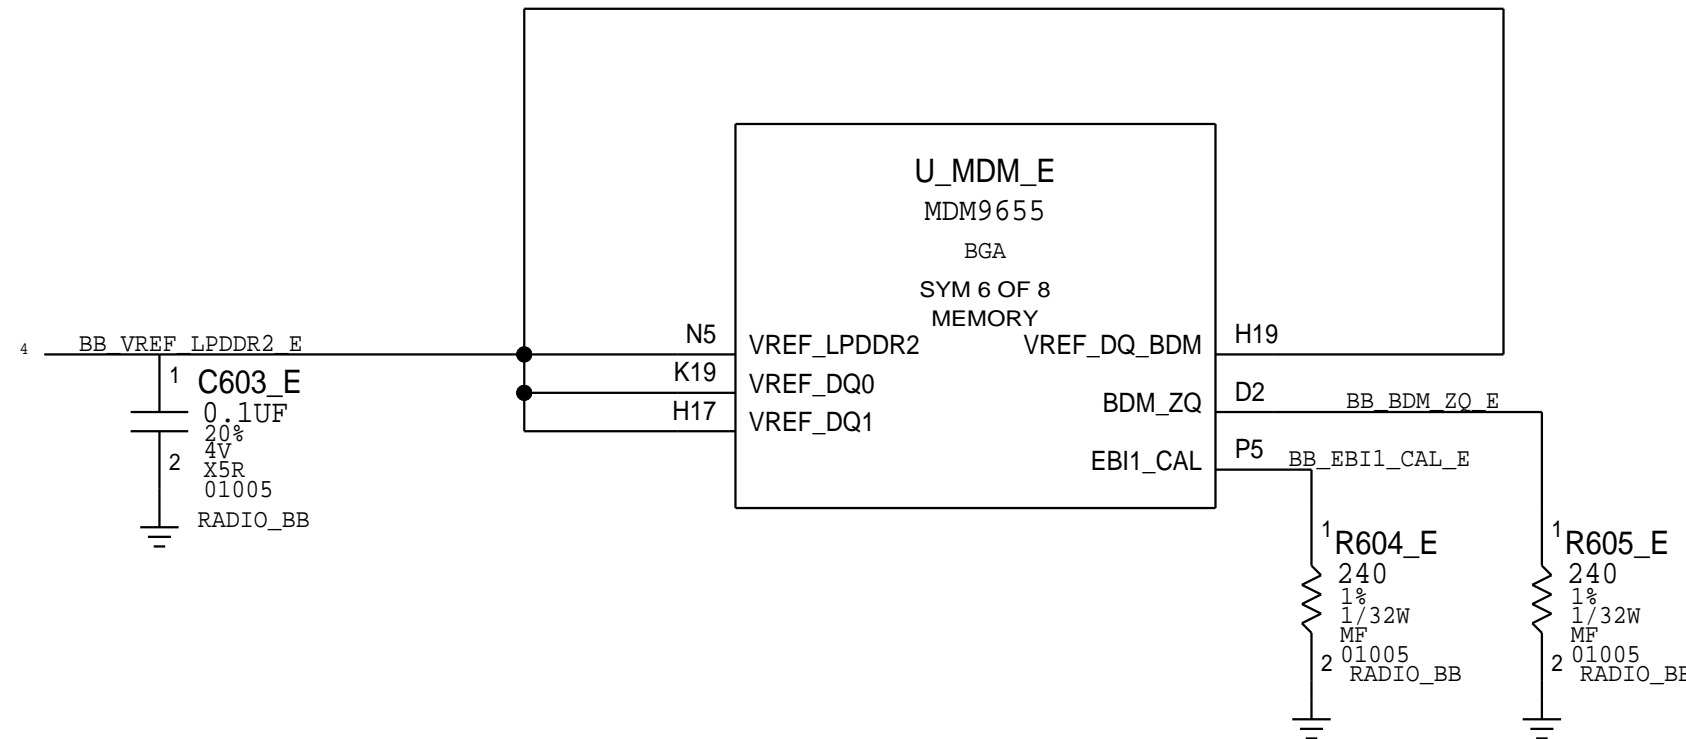 U_MDM_E
MDM9655
BGA
SYM 6 OF 8
MEMORY
4 BB_VREF_LPDDR2_E
N5 VREF_LPDDR2
K19 VREF_DQ0
H17 VREF_DQ1
VREF_DQ_BDM H19
BDM_ZQ D2 BB_BDM_ZQ_E
EBI1_CAL P5 BB_EBI1_CAL_E
1 C603_E
0.1UF
20%
4V
2 X5R
01005
RADIO_BB
1 R604_E
240
1%
1/32W
MF
2 01005
RADIO_BB
1 R605_E
240
1%
1/32W
MF
2 01005
RADIO_BB